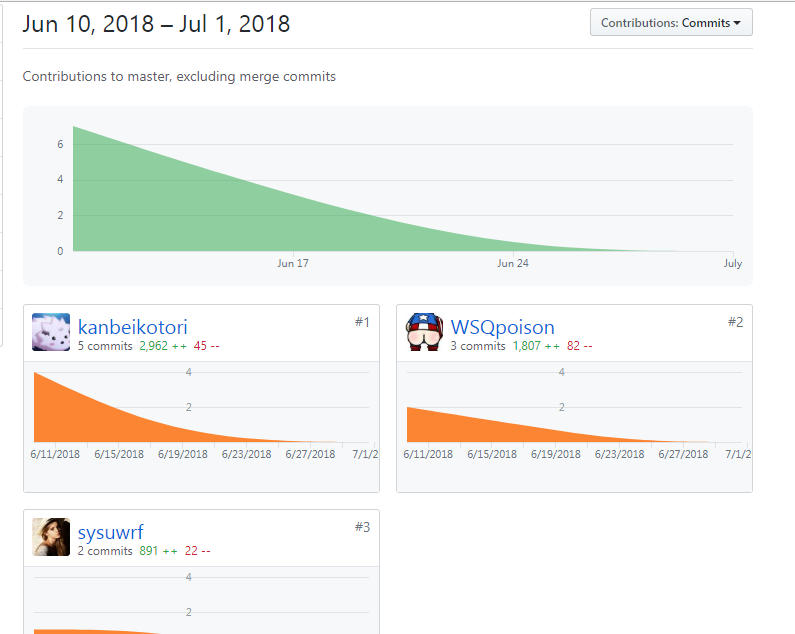 Jun 10, 2018 – Jul 1, 2018
Contributions: Commits
Contributions to master, excluding merge commits
6
4
2
0
Jun 17 Jun 24 July
kanbeikotori #1
5 commits 2,962 ++ 45 --
4
2
6/11/2018 6/15/2018 6/19/2018 6/23/2018 6/27/2018 7/1/2
WSQpoison #2
3 commits 1,807 ++ 82 --
4
2
6/11/2018 6/15/2018 6/19/2018 6/23/2018 6/27/2018 7/1/2
sysuwrf #3
2 commits 891 ++ 22 --
4
2